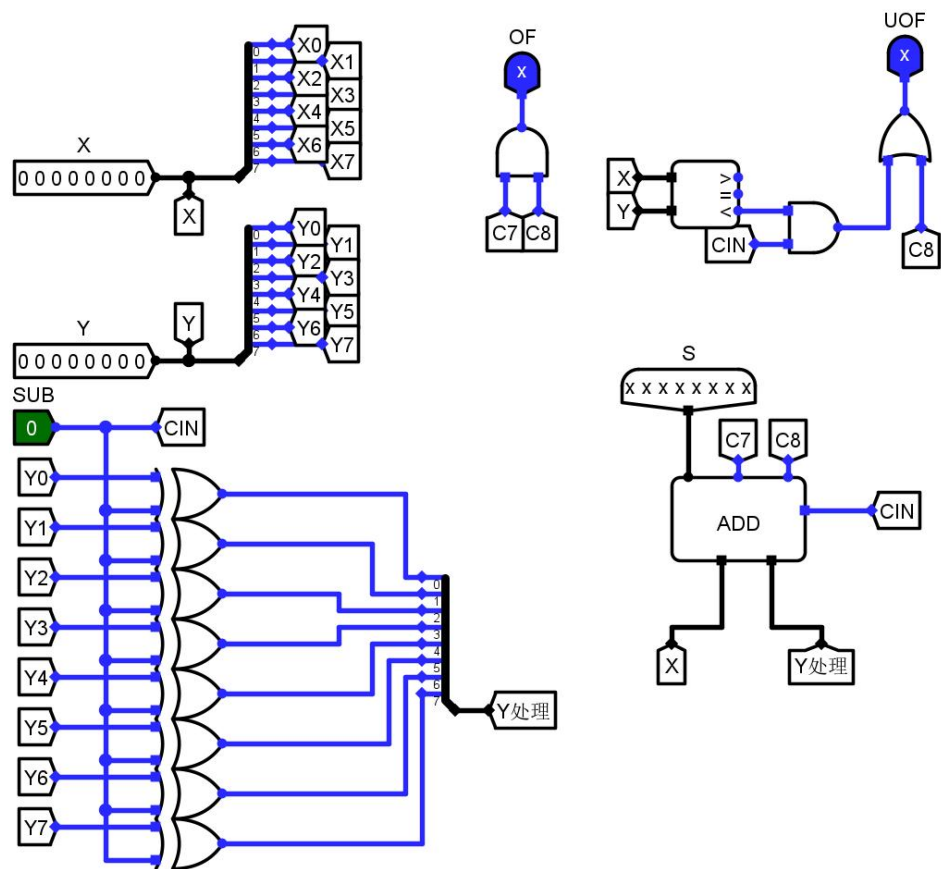 X
0 0 0 0 0 0 0 0
X
0
1
2
3
4
5
6
7
X0
X1
X2
X3
X4
X5
X6
X7
Y
0 0 0 0 0 0 0 0
Y
0
1
2
3
4
5
6
7
Y0
Y1
Y2
Y3
Y4
Y5
Y6
Y7
OF
x
C7
C8
UOF
x
X
Y
>
=
<
CIN
C8
SUB
0
CIN
Y0
Y1
Y2
Y3
Y4
Y5
Y6
Y7
0
1
2
3
4
5
6
7
Y处理
S
x x x x x x x x
C7
C8
ADD
CIN
X
Y处理